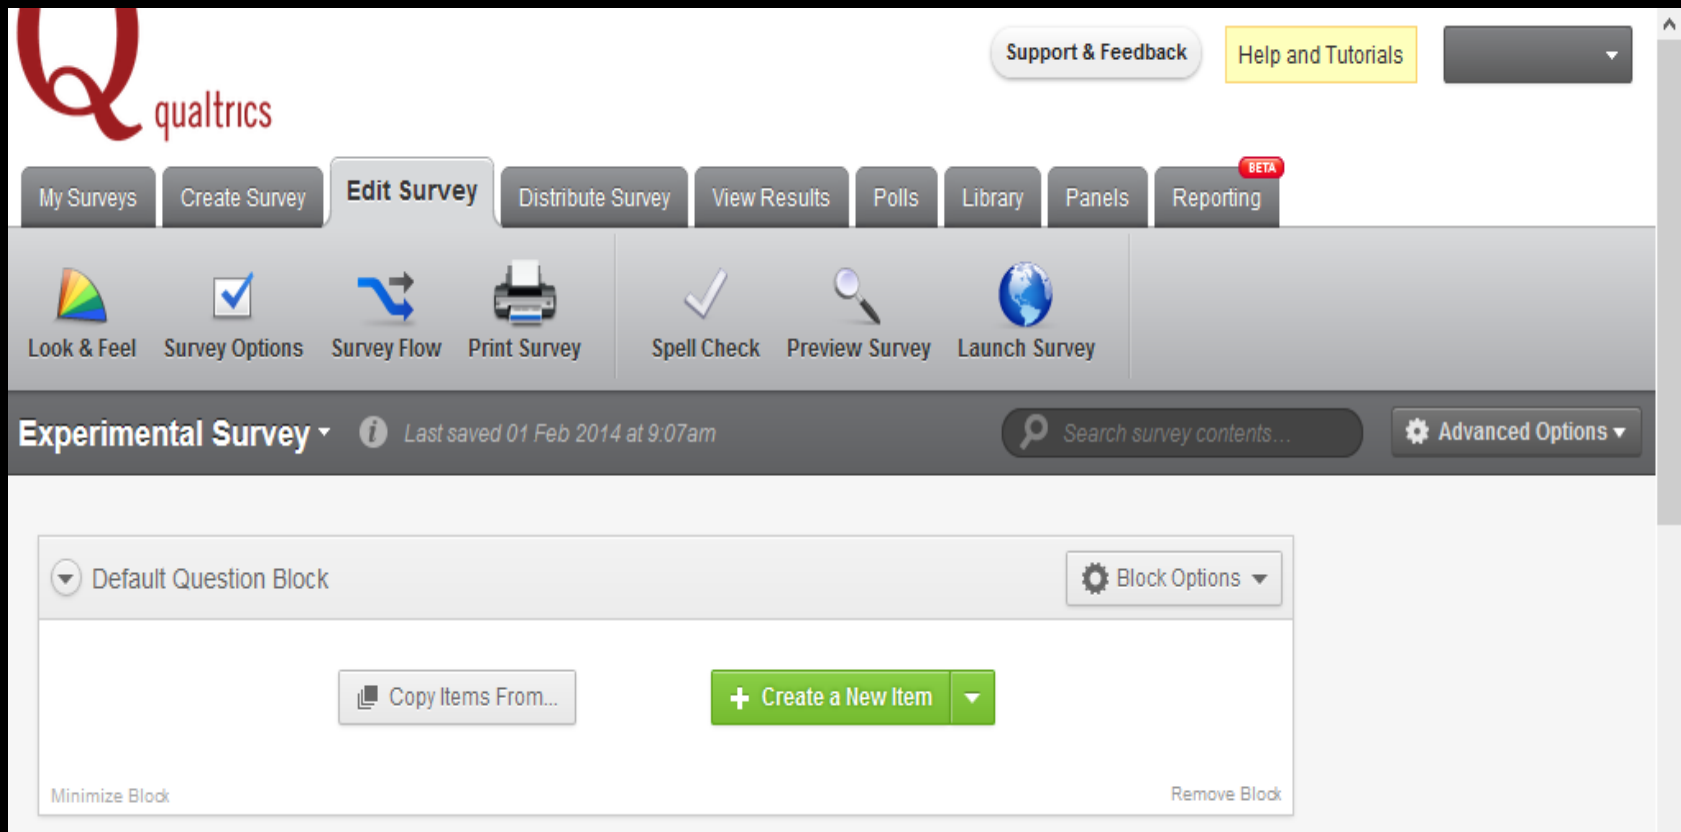 Q
qualtrics
Support & Feedback
Help and Tutorials
My Surveys
Create Survey
Edit Survey
Distribute Survey
View Results
Polls
Library
Panels
Reporting
BETA
Look & Feel
Survey Options
Survey Flow
Print Survey
Spell Check
Preview Survey
Launch Survey
Experimental Survey
i
Last saved 01 Feb 2014 at 9:07am
Search survey contents...
Advanced Options
Default Question Block
Block Options
Copy Items From...
+ Create a New Item
Minimize Block
Remove Block